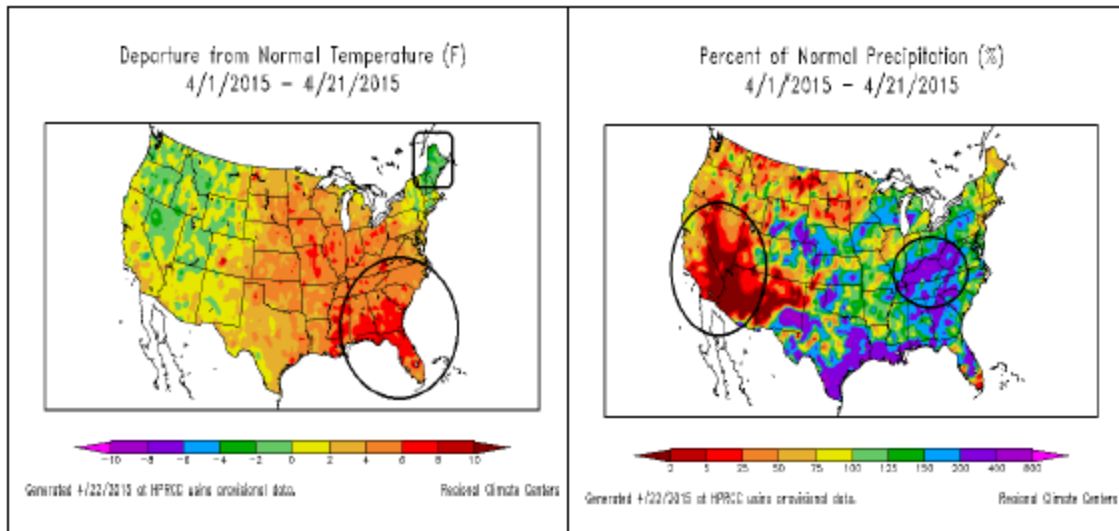 Departure from Normal Temperature (F)
4/1/2015 – 4/21/2015
-10 -8 -6 -4 -2 0 2 4 6 8 10
Generated 4/22/2015 at HPRCC using provisional data.
Regional Climate Centers
Percent of Normal Precipitation (%)
4/1/2015 – 4/21/2015
2 5 25 50 75 100 125 150 200 400 800
Generated 4/22/2015 at HPRCC using provisional data.
Regional Climate Centers